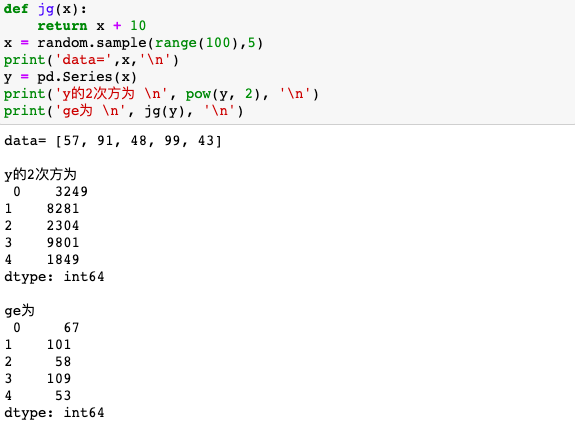 def jg(x):
    return x + 10
x = random.sample(range(100),5)
print('data=',x,'\n')
y = pd.Series(x)
print('y的2次方为 \n', pow(y, 2), '\n')
print('ge为 \n', jg(y), '\n')
data= [57, 91, 48, 99, 43]
y的2次方为
 0    3249
1    8281
2    2304
3    9801
4    1849
dtype: int64
ge为
 0     67
1    101
2     58
3    109
4     53
dtype: int64